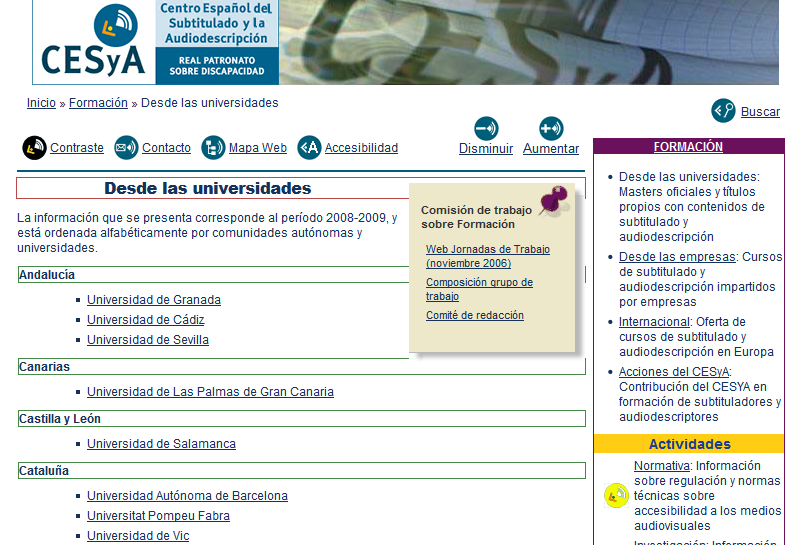 CESyA
Centro Español del
Subtitulado y la
Audiodescripción
REAL PATRONATO
SOBRE DISCAPACIDAD
Inicio » Formación » Desde las universidades
Buscar
Contraste
Contacto
Mapa Web
Accesibilidad
Disminuir
Aumentar
Desde las universidades
La información que se presenta corresponde al período 2008-2009, y
está ordenada alfabéticamente por comunidades autónomas y
universidades.
Andalucía
Universidad de Granada
Universidad de Cádiz
Universidad de Sevilla
Canarias
Universidad de Las Palmas de Gran Canaria
Castilla y León
Universidad de Salamanca
Cataluña
Universidad Autónoma de Barcelona
Universitat Pompeu Fabra
Universidad de Vic
Comisión de trabajo
sobre Formación
Web Jornadas de Trabajo
(noviembre 2006)
Composición grupo de
trabajo
Comité de redacción
FORMACIÓN
Desde las universidades:
Masters oficiales y títulos
propios con contenidos de
subtitulado y
audiodescripción
Desde las empresas: Cursos
de subtitulado y
audiodescripción impartidos
por empresas
Internacional: Oferta de
cursos de subtitulado y
audiodescripción en Europa
Acciones del CESyA:
Contribución del CESYA en
formación de subtituladores y
audiodescriptores
Actividades
Normativa: Información
sobre regulación y normas
técnicas sobre
accesibilidad a los medios
audiovisuales
Investigación: Información